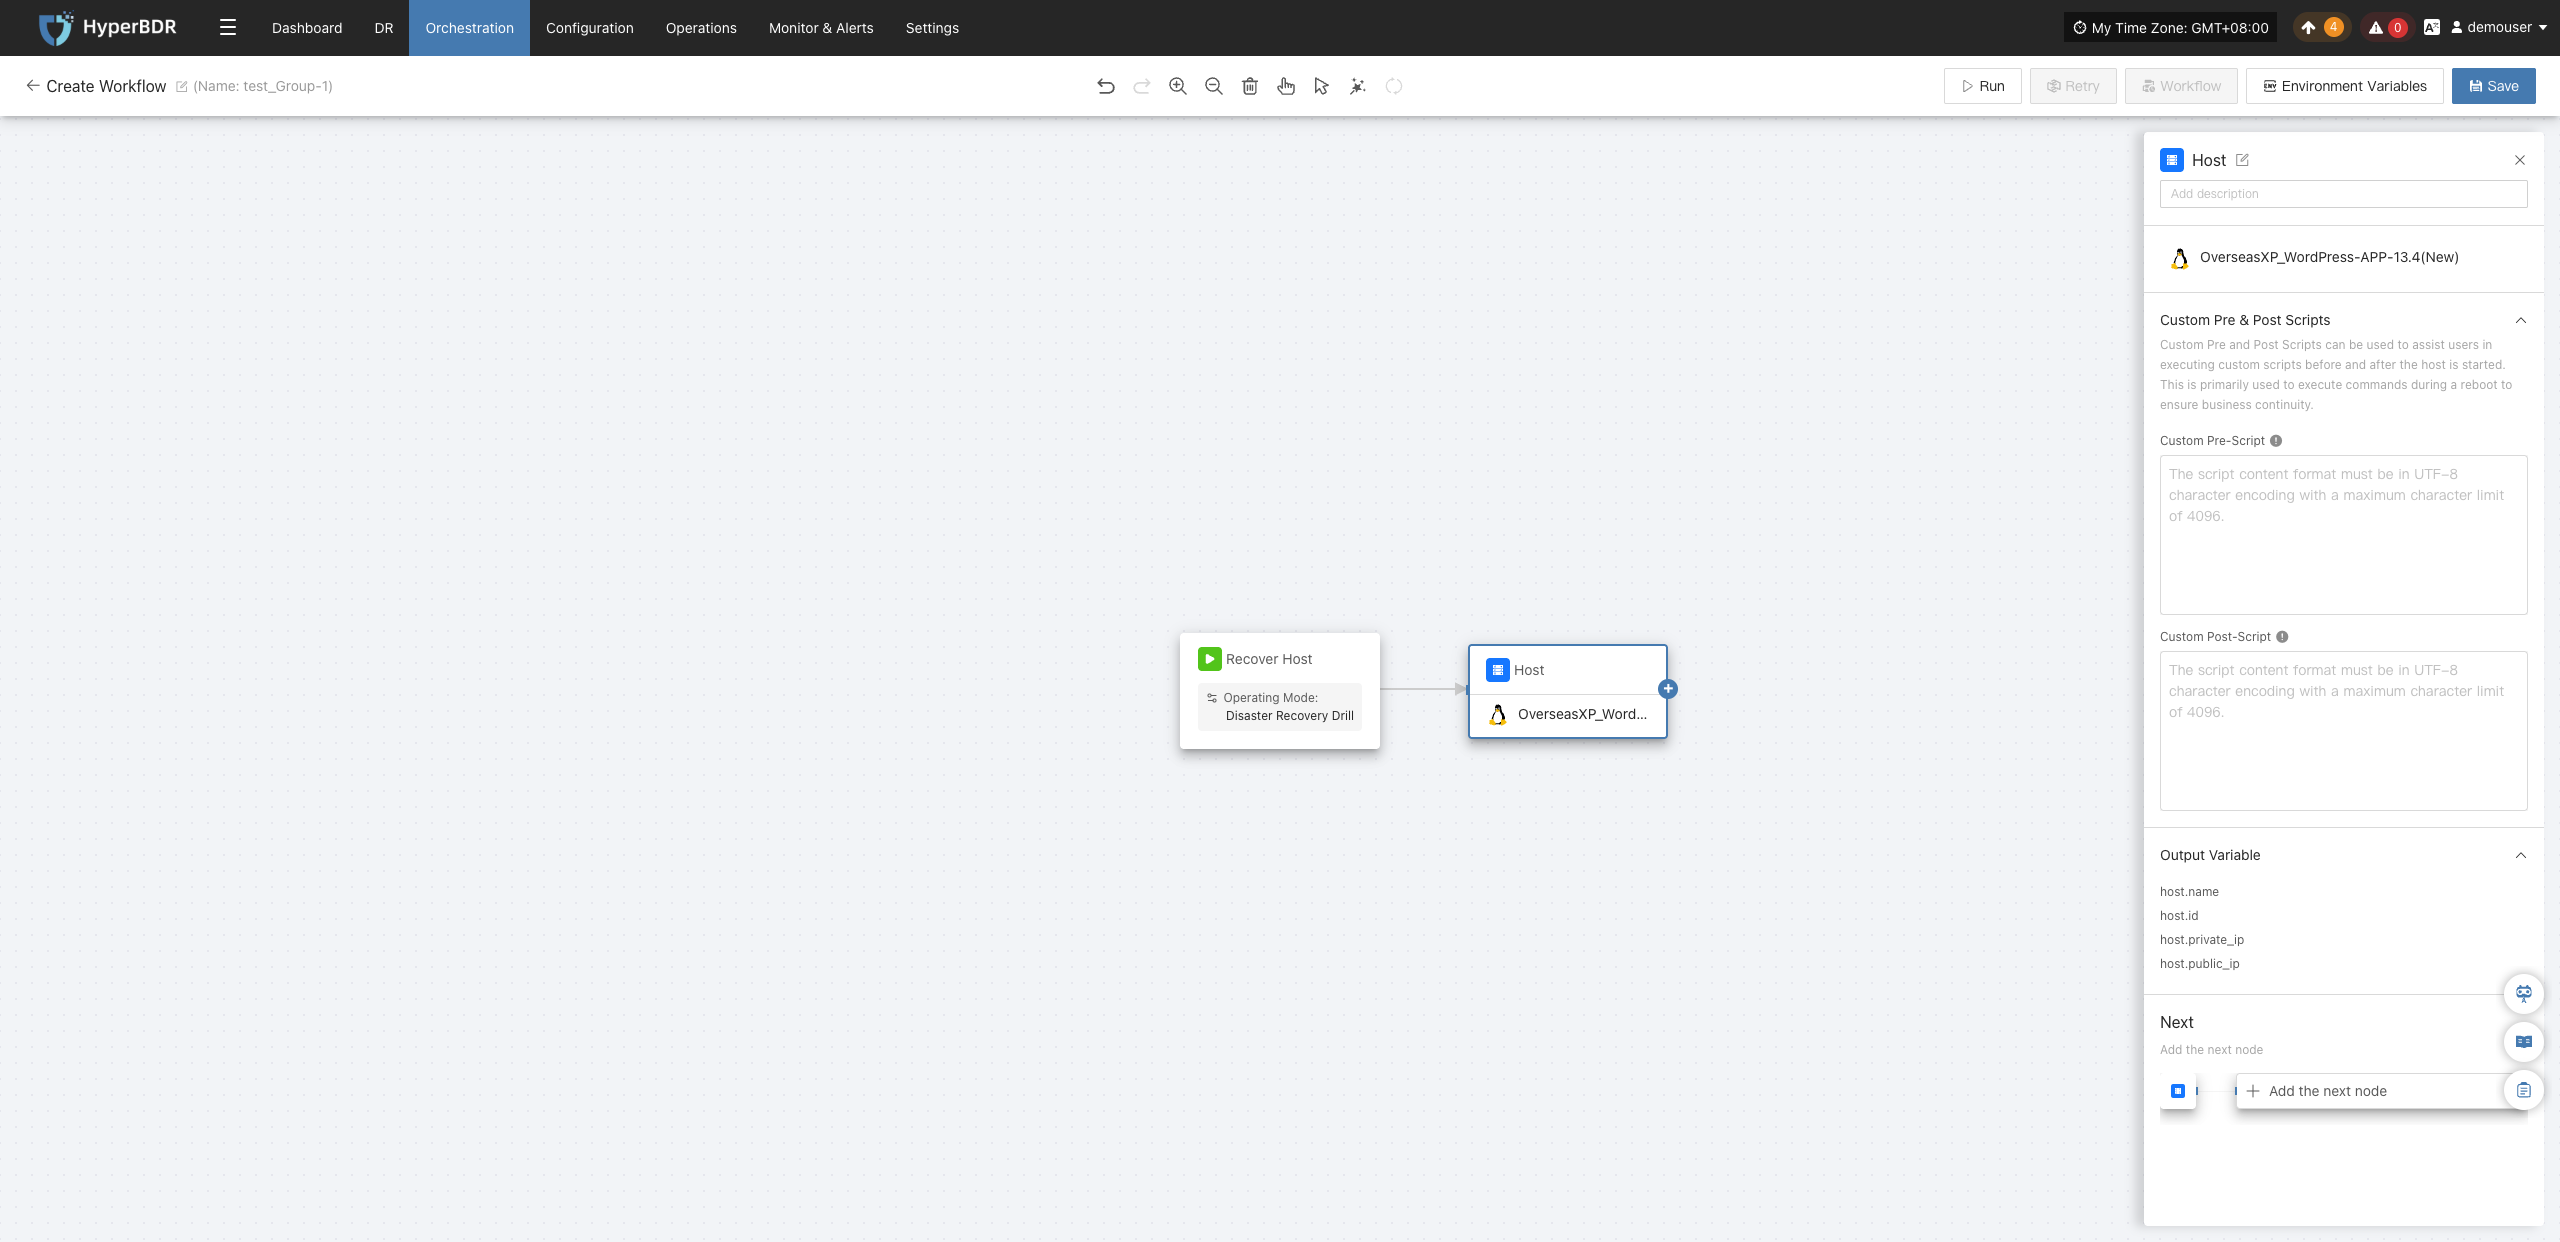 HyperBDR
Dashboard
DR
Orchestration
Configuration
Operations
Monitor & Alerts
Settings
My Time Zone: GMT+08:00
4
0
demouser
Create Workflow
(Name: test_Group-1)
Run
Retry
Workflow
Environment Variables
Save
Recover Host
Operating Mode:
Disaster Recovery Drill
Host
OverseasXP_Word...
Host
Add description
OverseasXP_WordPress-APP-13.4(New)
Custom Pre & Post Scripts
Custom Pre and Post Scripts can be used to assist users in
executing custom scripts before and after the host is started.
This is primarily used to execute commands during a reboot to
ensure business continuity.
Custom Pre-Script
The script content format must be in UTF-8
character encoding with a maximum character limit
of 4096.
Custom Post-Script
The script content format must be in UTF-8
character encoding with a maximum character limit
of 4096.
Output Variable
host.name
host.id
host.private_ip
host.public_ip
Next
Add the next node
Add the next node